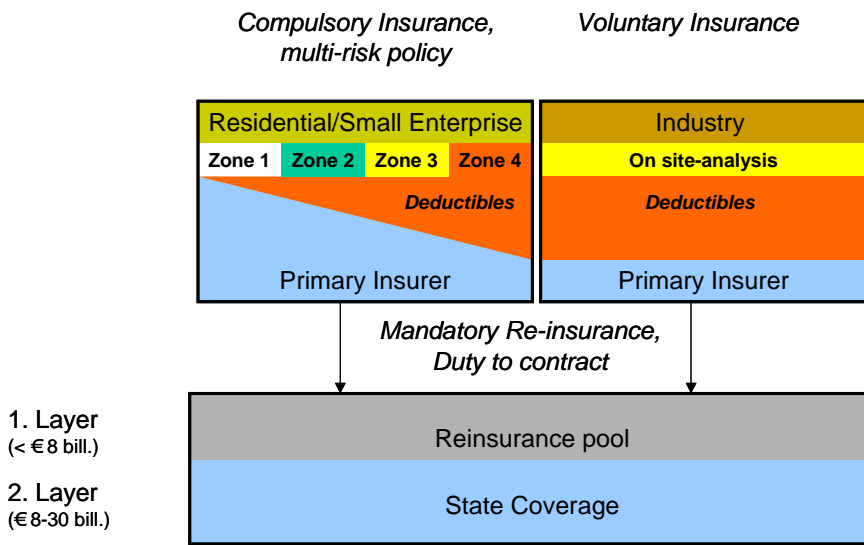 Compulsory Insurance,
multi-risk policy
Voluntary Insurance
Residential/Small Enterprise
Industry
Zone 1
Zone 2
Zone 3
Zone 4
On site-analysis
Deductibles
Deductibles
Primary Insurer
Primary Insurer
Mandatory Re-insurance,
Duty to contract
1. Layer
(< €8 bill.)
Reinsurance pool
2. Layer
(€8-30 bill.)
State Coverage